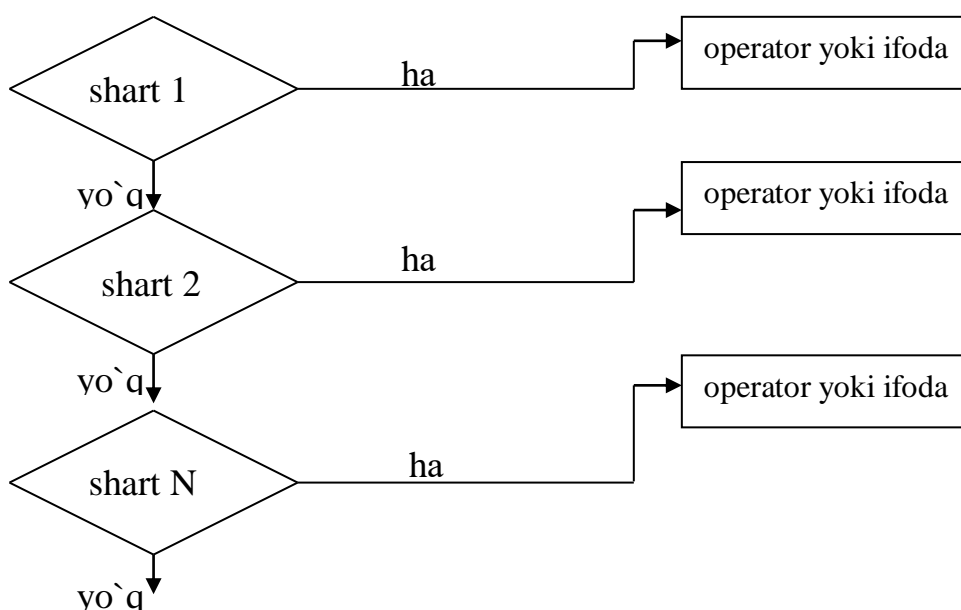 operator yoki ifoda
shart 1
ha
yo`q
operator yoki ifoda
shart 2
ha
yo`q
operator yoki ifoda
shart N
ha
yo`q